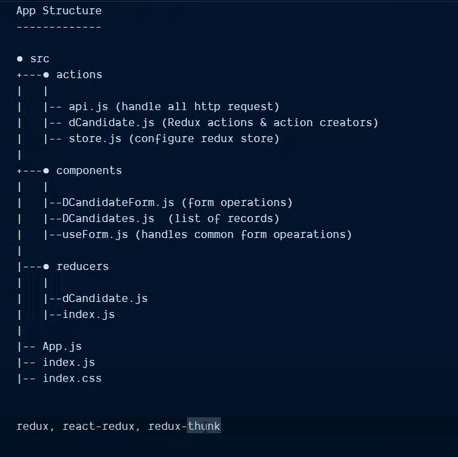 App Structure
-------------
● src
+---● actions
|   |
|   |-- api.js (handle all http request)
|   |-- dCandidate.js (Redux actions & action creators)
|   |-- store.js (configure redux store)
|
+---● components
|   |
|   |--DCandidateForm.js (form operations)
|   |--DCandidates.js  (list of records)
|   |--useForm.js (handles common form opearations)
|
|---● reducers
|   |
|   |--dCandidate.js
|   |--index.js
|
|-- App.js
|-- index.js
|-- index.css
redux, react-redux, redux-thunk